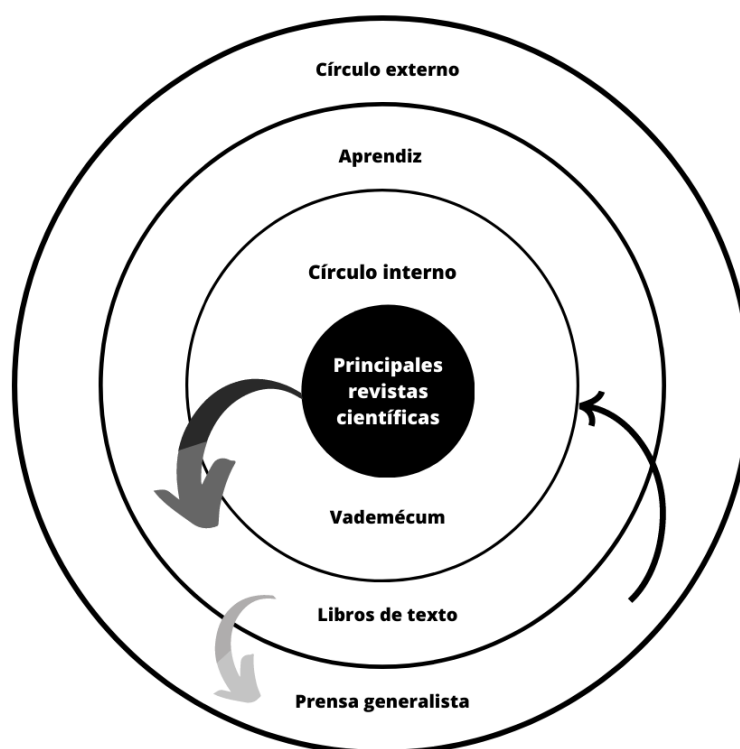 Círculo externo
Aprendiz
Círculo interno
Principales
revistas
científicas
Vademécum
Libros de texto
Prensa generalista